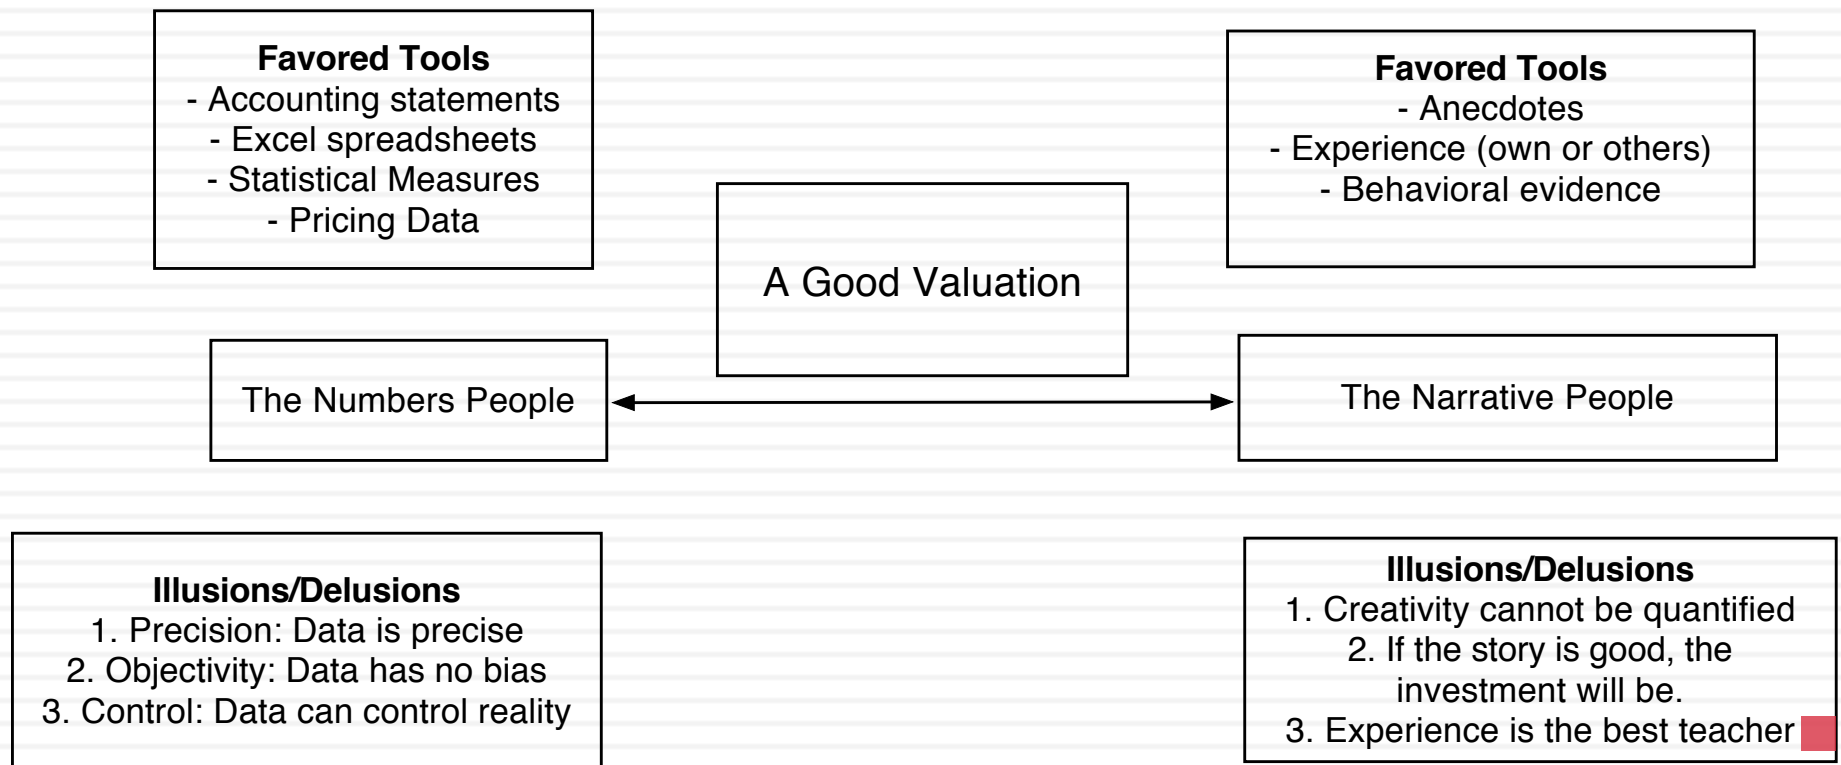 Favored Tools
- Accounting statements
- Excel spreadsheets
- Statistical Measures
- Pricing Data
Favored Tools
- Anecdotes
- Experience (own or others)
- Behavioral evidence
A Good Valuation
The Numbers People
The Narrative People
Illusions/Delusions
1. Precision: Data is precise
2. Objectivity: Data has no bias
3. Control: Data can control reality
Illusions/Delusions
1. Creativity cannot be quantified
2. If the story is good, the
investment will be.
3. Experience is the best teacher